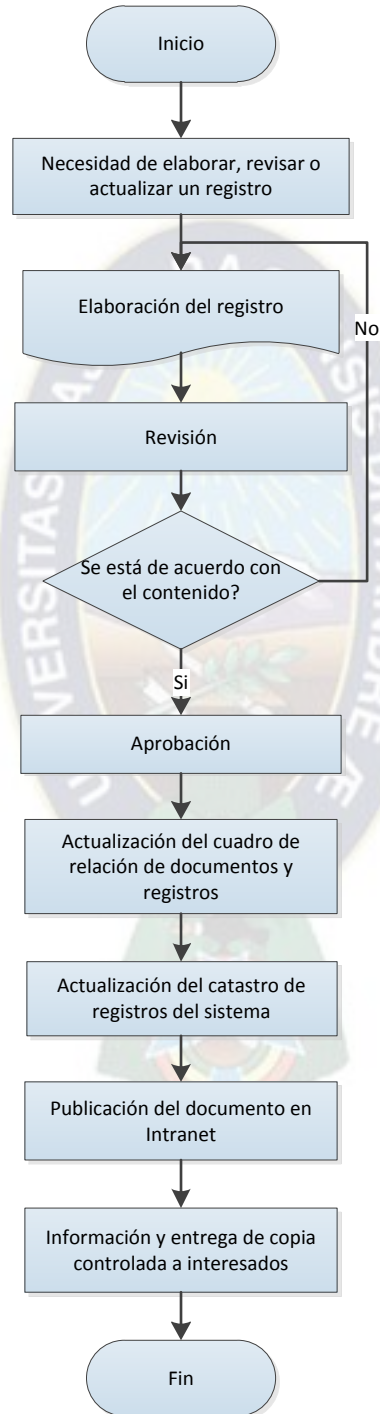 Inicio
Necesidad de elaborar, revisar o
actualizar un registro
Elaboración del registro
No
Revisión
Se está de acuerdo con
el contenido?
Si
Aprobación
Actualización del cuadro de
relación de documentos y
registros
Actualización del catastro de
registros del sistema
Publicación del documento en
Intranet
Información y entrega de copia
controlada a interesados
Fin